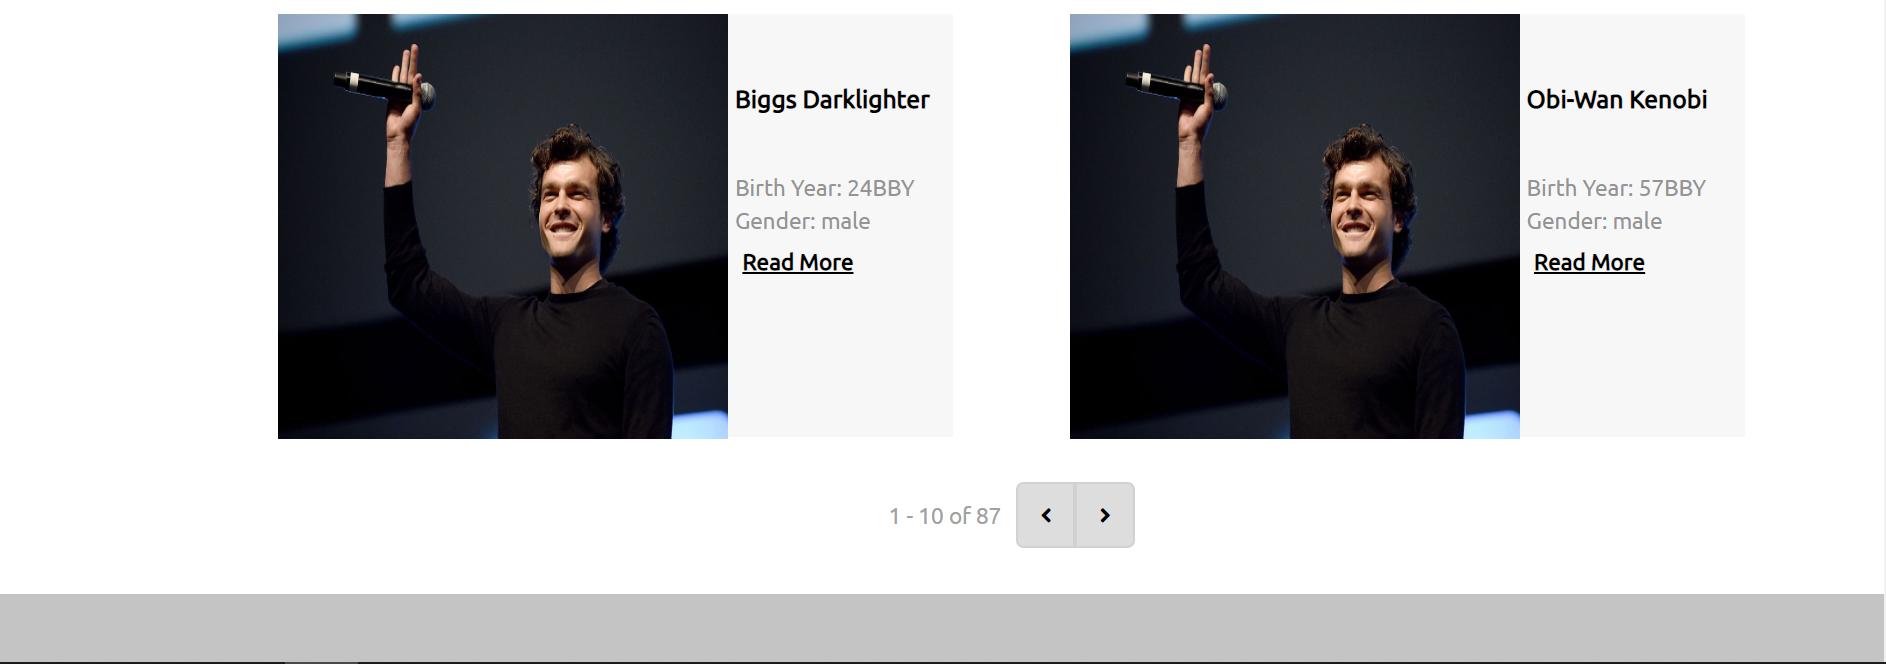 Biggs Darklighter
Birth Year: 24BBY
Gender: male
Read More
Obi-Wan Kenobi
Birth Year: 57BBY
Gender: male
Read More
1 - 10 of 87